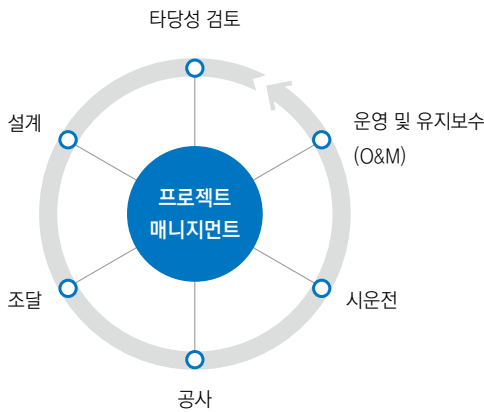 타당성 검토
설계
운영 및 유지보수
(O&M)
프로젝트
매니지먼트
조달
시운전
공사